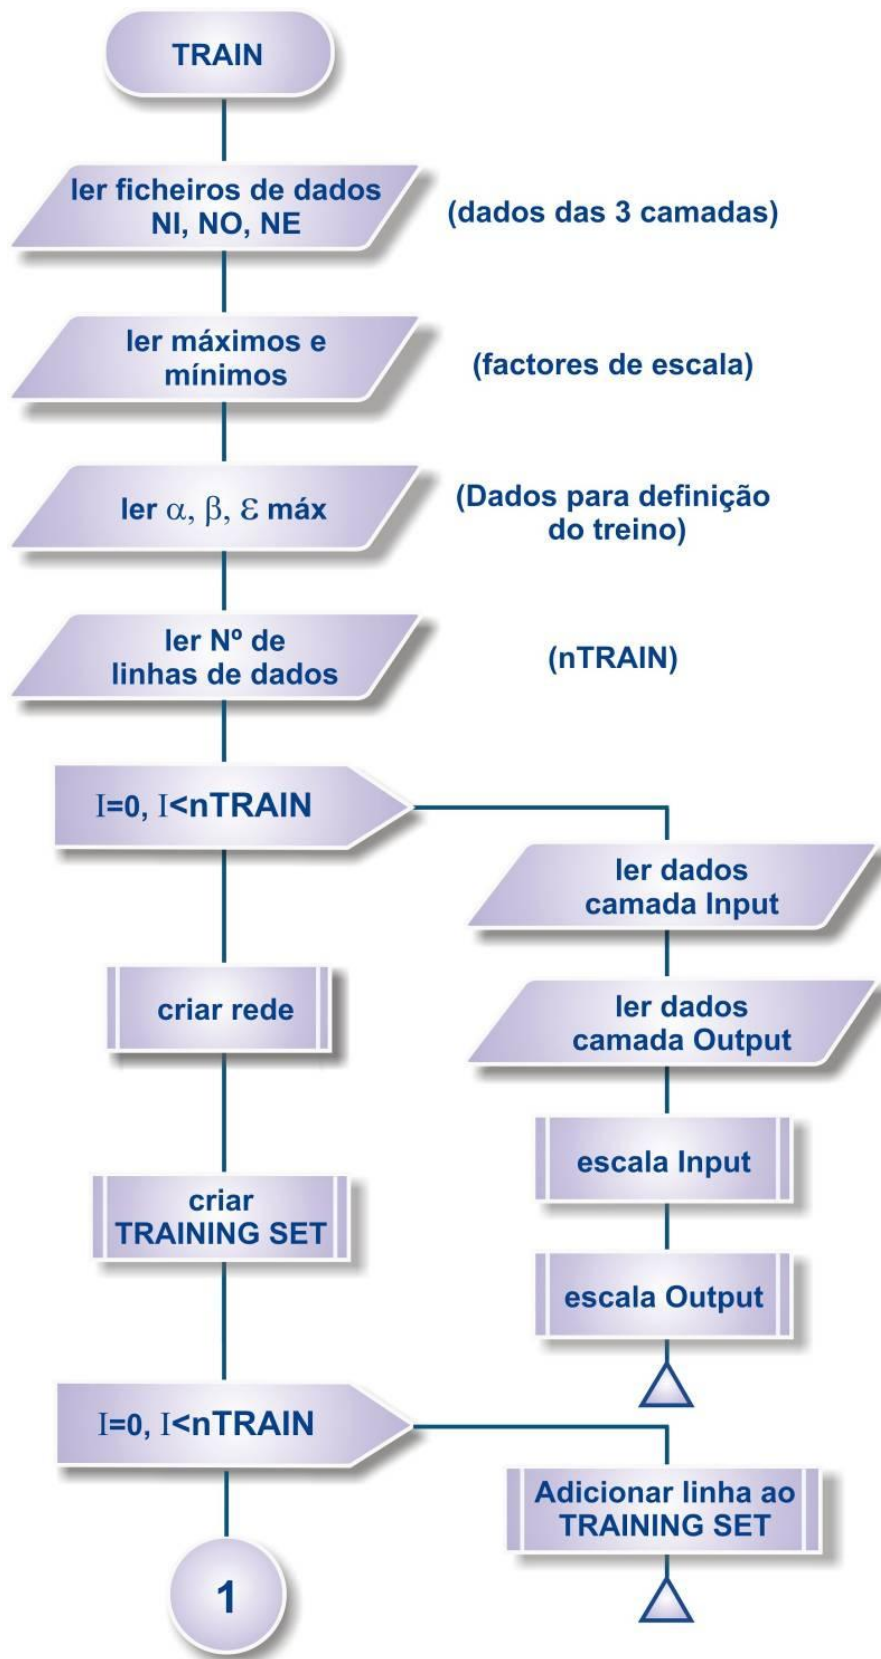 TRAIN
ler ficheiros de dados
NI, NO, NE
(dados das 3 camadas)
ler máximos e
mínimos
(factores de escala)
ler α, β, ε máx
(Dados para definição
do treino)
ler Nº de
linhas de dados
(nTRAIN)
I=0, I<nTRAIN
ler dados
camada Input
ler dados
camada Output
escala Input
escala Output
criar rede
criar
TRAINING SET
I=0, I<nTRAIN
Adicionar linha ao
TRAINING SET
1